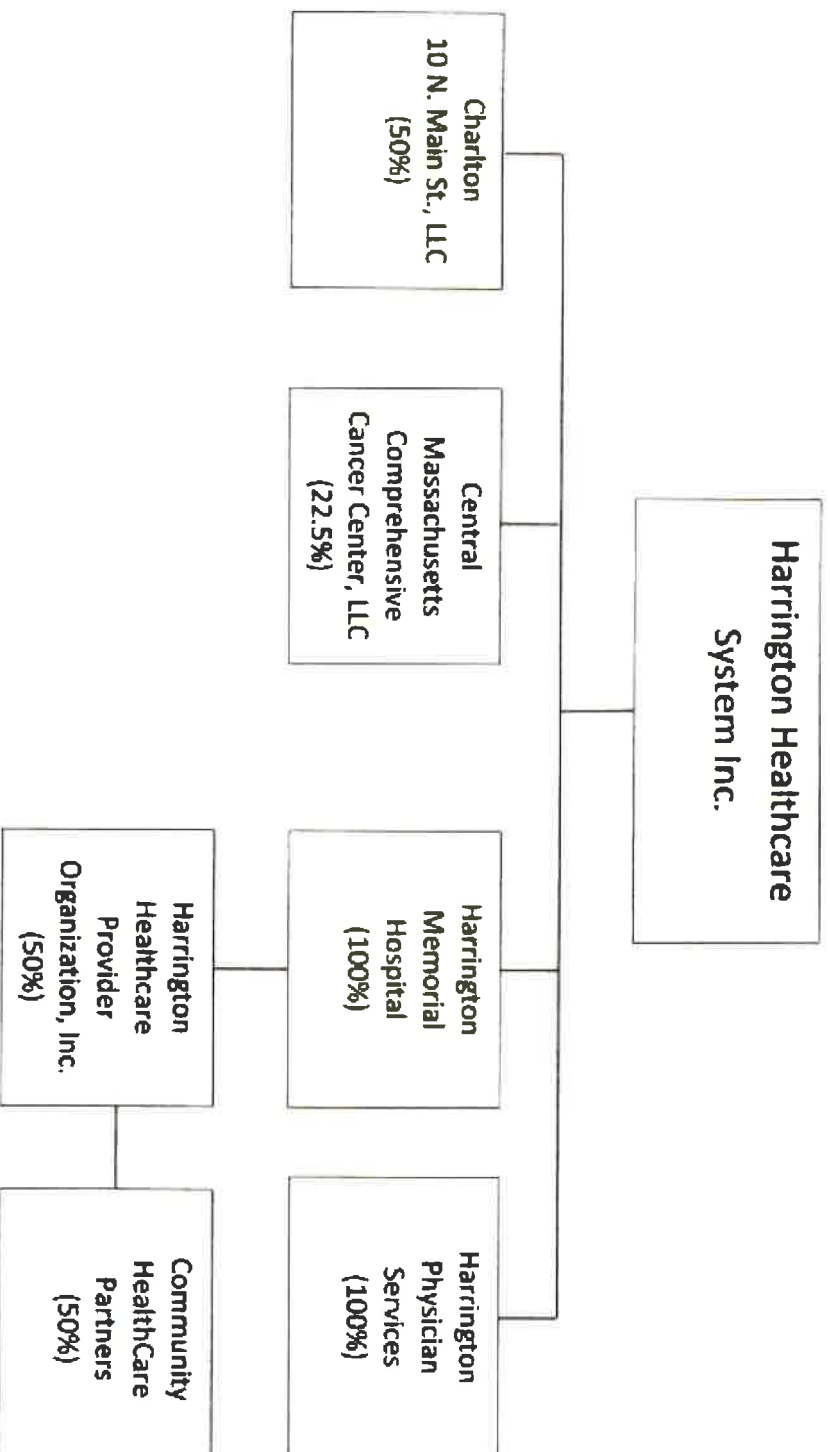 Harrington Healthcare
System Inc.
Charlton
10 N. Main St., LLC
(50%)
Central
Massachusetts
Comprehensive
Cancer Center, LLC
(22.5%)
Harrington
Memorial
Hospital
(100%)
Harrington
Physician
Services
(100%)
Harrington
Healthcare
Provider
Organization, Inc.
(50%)
Community
HealthCare
Partners
(50%)